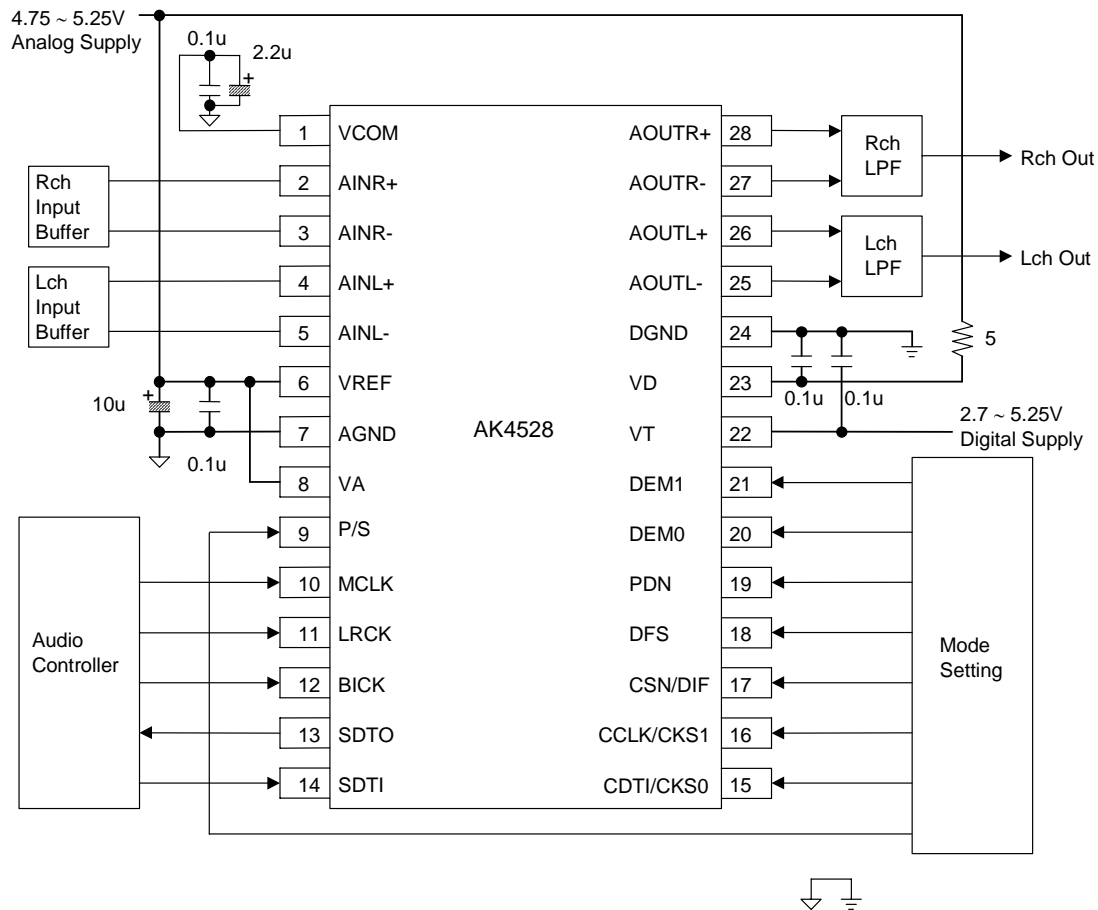 4.75 ~ 5.25V
Analog Supply
0.1u
2.2u
+
1 VCOM
2 AINR+
3 AINR-
4 AINL+
5 AINL-
6 VREF
7 AGND
8 VA
9 P/S
10 MCLK
11 LRCK
12 BICK
13 SDTO
14 SDTI
AK4528
AOUTR+ 28
AOUTR- 27
AOUTL+ 26
AOUTL- 25
DGND 24
VD 23
VT 22
DEM1 21
DEM0 20
PDN 19
DFS 18
CSN/DIF 17
CCLK/CKS1 16
CDTI/CKS0 15
Rch
Input
Buffer
Lch
Input
Buffer
10u
+
0.1u
Audio
Controller
Rch
LPF
Rch Out
Lch
LPF
Lch Out
5
0.1u
0.1u
2.7 ~ 5.25V
Digital Supply
Mode
Setting